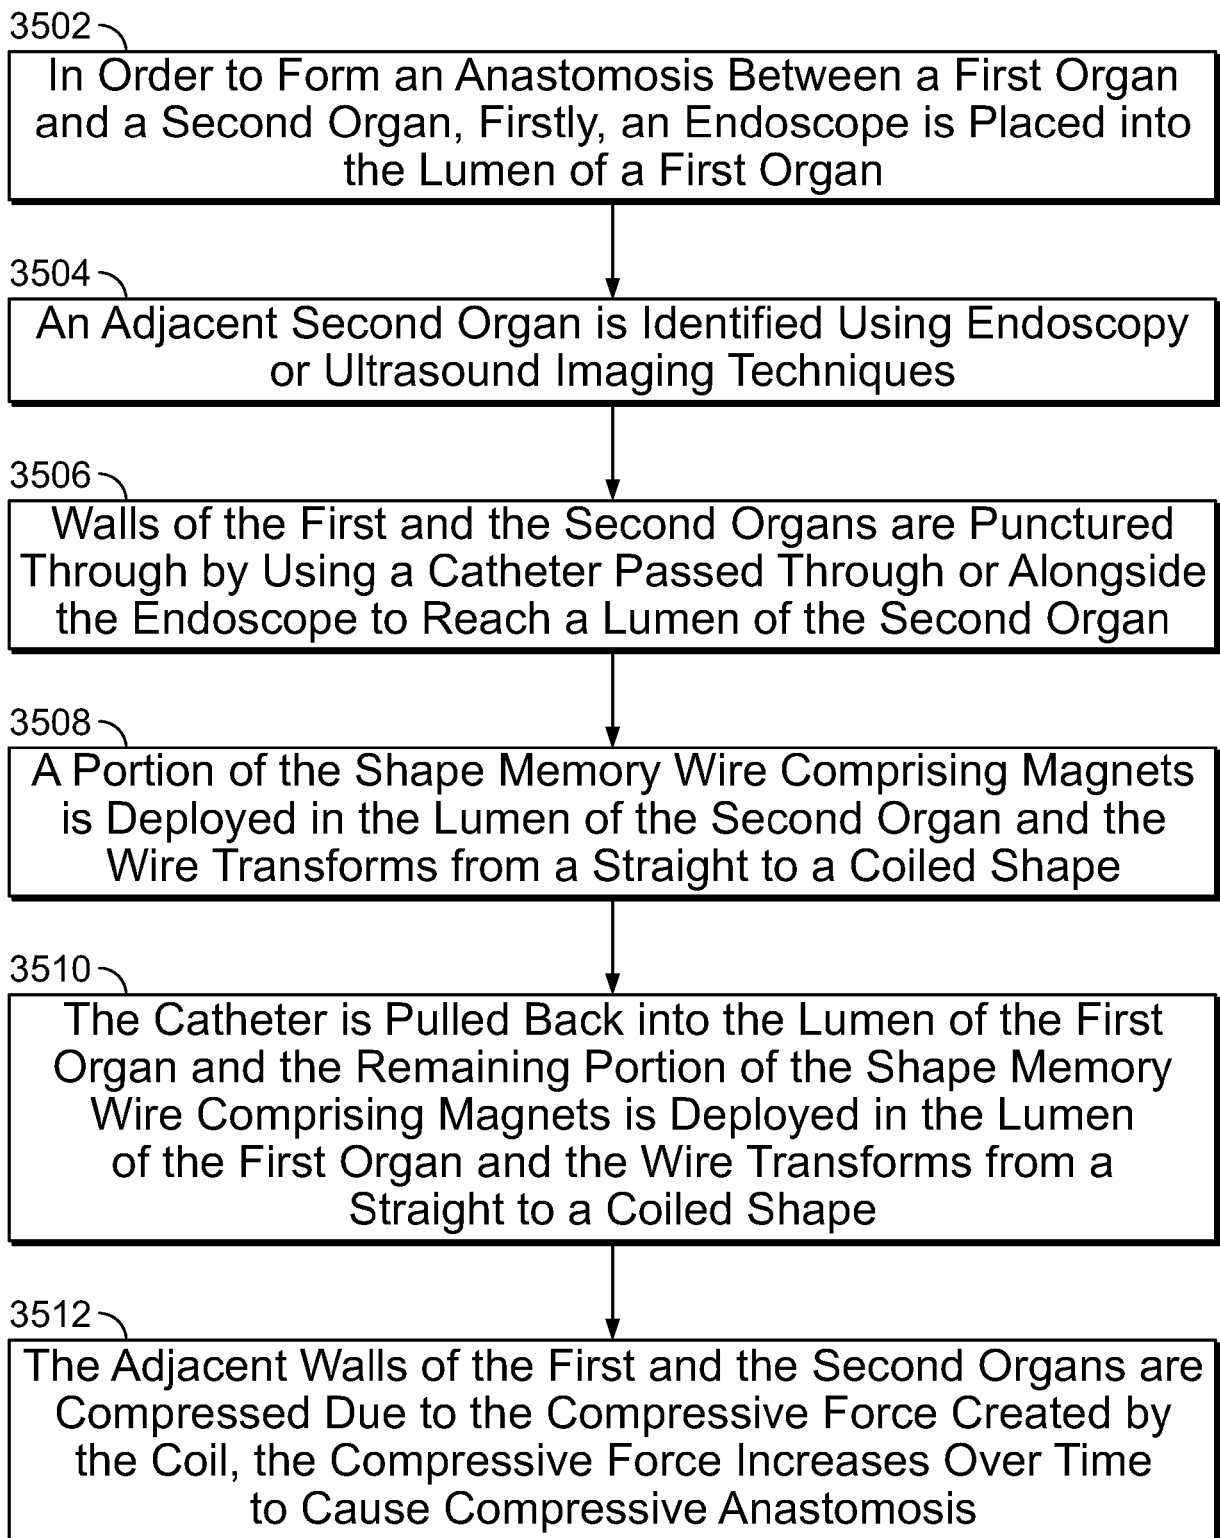 3502
In Order to Form an Anastomosis Between a First Organ
and a Second Organ, Firstly, an Endoscope is Placed into
the Lumen of a First Organ
3504
An Adjacent Second Organ is Identified Using Endoscopy
or Ultrasound Imaging Techniques
3506
Walls of the First and the Second Organs are Punctured
Through by Using a Catheter Passed Through or Alongside
the Endoscope to Reach a Lumen of the Second Organ
3508
A Portion of the Shape Memory Wire Comprising Magnets
is Deployed in the Lumen of the Second Organ and the
Wire Transforms from a Straight to a Coiled Shape
3510
The Catheter is Pulled Back into the Lumen of the First
Organ and the Remaining Portion of the Shape Memory
Wire Comprising Magnets is Deployed in the Lumen
of the First Organ and the Wire Transforms from a
Straight to a Coiled Shape
3512
The Adjacent Walls of the First and the Second Organs are
Compressed Due to the Compressive Force Created by
the Coil, the Compressive Force Increases Over Time
to Cause Compressive Anastomosis